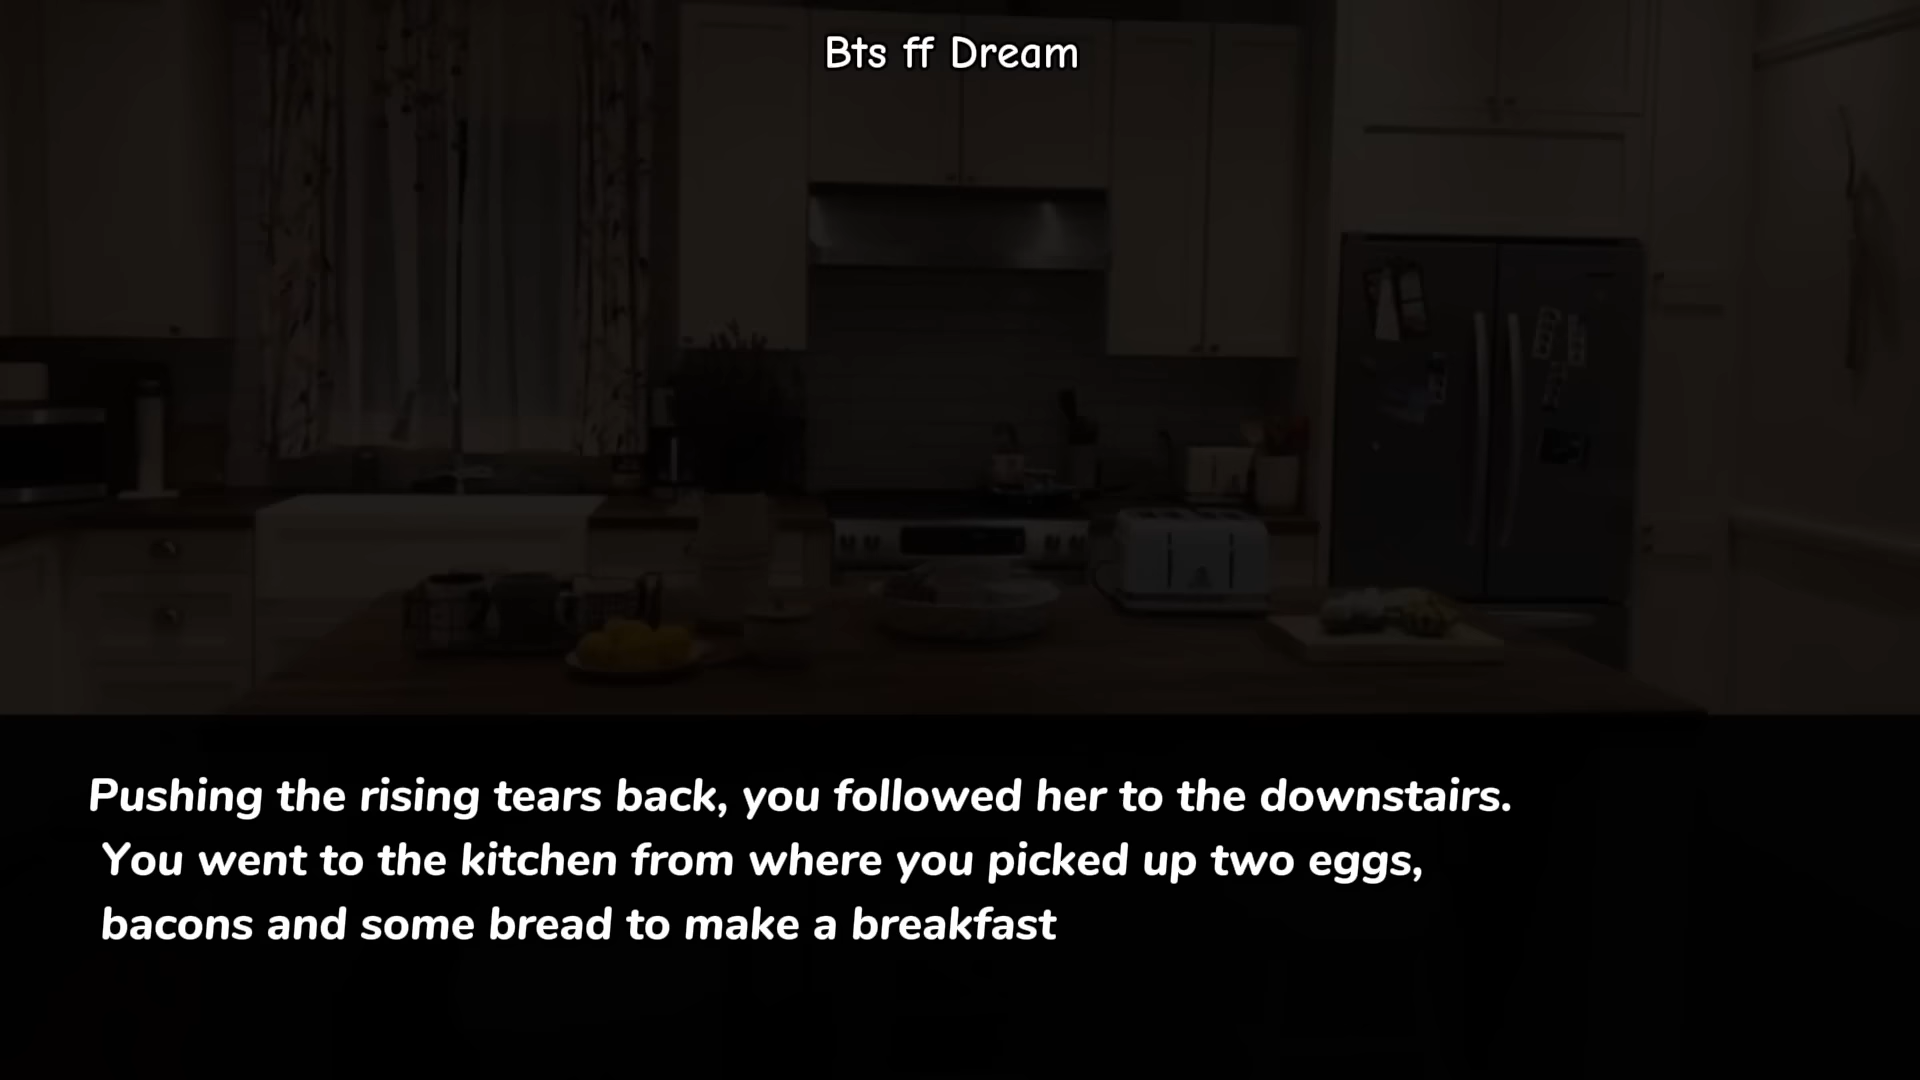 Bts ff Dream
Pushing the rising tears back, you followed her to the downstairs.
You went to the kitchen from where you picked up two eggs,
bacons and some bread to make a breakfast